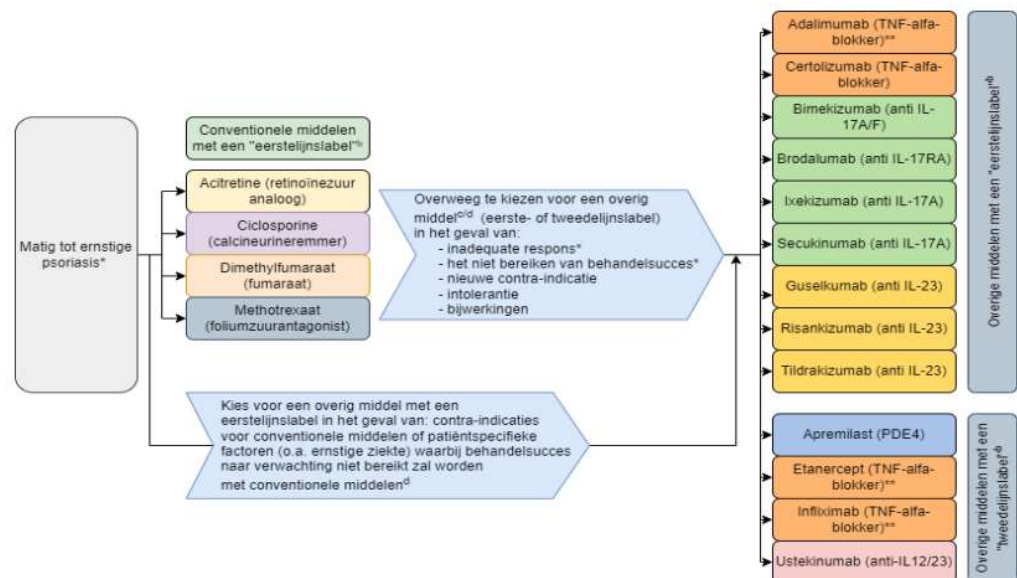 Matig tot ernstige
psoriasis*
Conventionele middelen
met een "eerstelijnslabel"ᵇ
Acitretine (retinoïnezuur
analoog)
Ciclosporine
(calcineurineremmer)
Dimethylfumaraat
(fumaraat)
Methotrexaat
(foliumzuurantagonist)
Overweeg te kiezen voor een overig
middelᶜ/ᵈ (eerste- of tweedelijnslabel)
in het geval van:
- inadequate respons*
- het niet bereiken van behandelsucces*
- nieuwe contra-indicatie
- intolerantie
- bijwerkingen
Kies voor een overig middel met een
eerstelijnslabel in het geval van: contra-indicaties
voor conventionele middelen of patiëntspecifieke
factoren (o.a. ernstige ziekte) waarbij behandelsucces
naar verwachting niet bereikt zal worden
met conventionele middelenᵈ
Adalimumab (TNF-alfa-
blokker)**
Certolizumab (TNF-alfa-
blokker)
Bimekizumab (anti IL-
17A/F)
Brodalumab (anti IL-17RA)
Ixekizumab (anti IL-17A)
Secukinumab (anti IL-17A)
Guselkumab (anti IL-23)
Risankizumab (anti IL-23)
Tildrakizumab (anti IL-23)
Overige middelen met een "eerstelijnslabel"ᵇ
Apremilast (PDE4)
Etanercept (TNF-alfa-
blokker)**
Infliximab (TNF-alfa-
blokker)**
Ustekinumab (anti-IL12/23)
Overige middelen met een
"tweedelijnslabel"ᵇ